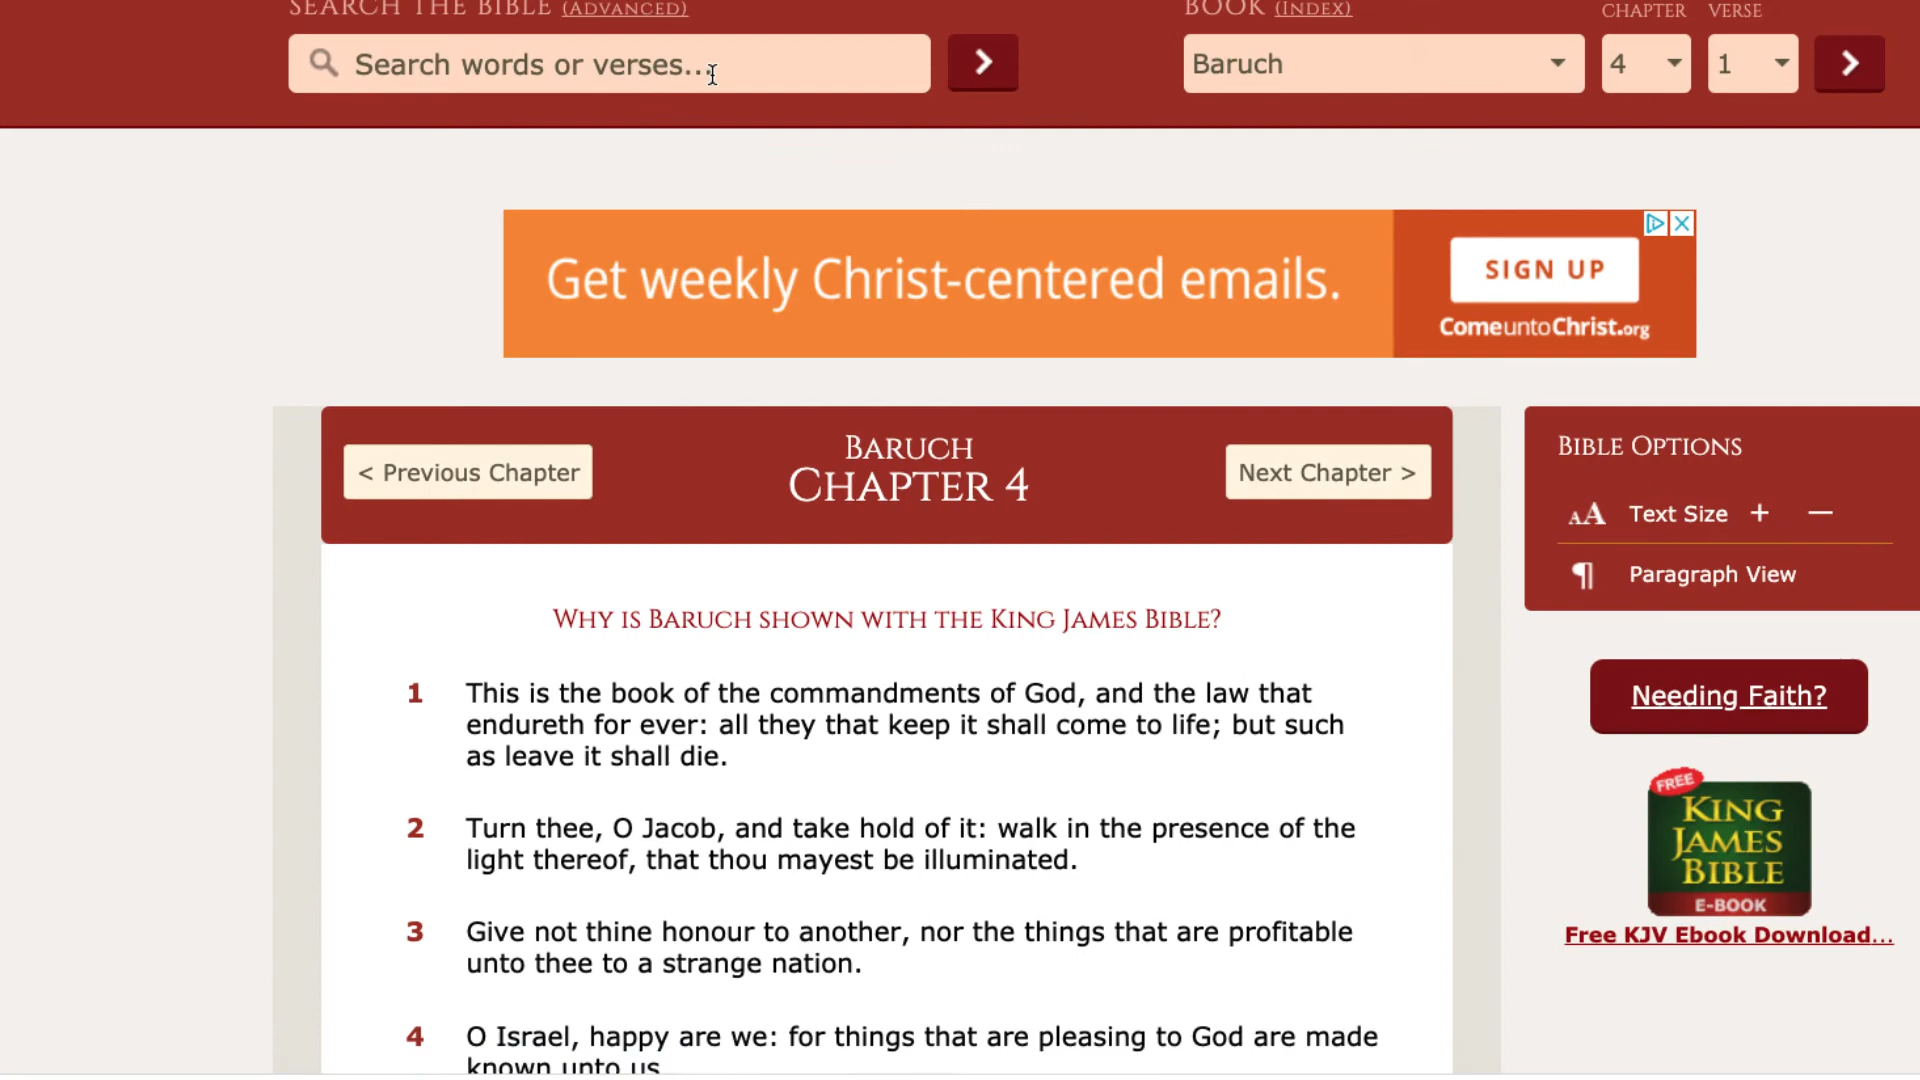 SEARCH THE BIBLE (ADVANCED)
BOOK (INDEX)
CHAPTER
VERSE
Search words or verses...
Baruch
4
1
Get weekly Christ-centered emails.
SIGN UP
ComeuntoChrist.org
< Previous Chapter
BARUCH
CHAPTER 4
Next Chapter >
BIBLE OPTIONS
AA Text Size + —
¶ Paragraph View
WHY IS BARUCH SHOWN WITH THE KING JAMES BIBLE?
1 This is the book of the commandments of God, and the law that
endureth for ever: all they that keep it shall come to life; but such
as leave it shall die.
2 Turn thee, O Jacob, and take hold of it: walk in the presence of the
light thereof, that thou mayest be illuminated.
3 Give not thine honour to another, nor the things that are profitable
unto thee to a strange nation.
4 O Israel, happy are we: for things that are pleasing to God are made
known unto us
Needing Faith?
FREE
KING
JAMES
BIBLE
E-BOOK
Free KJV Ebook Download...